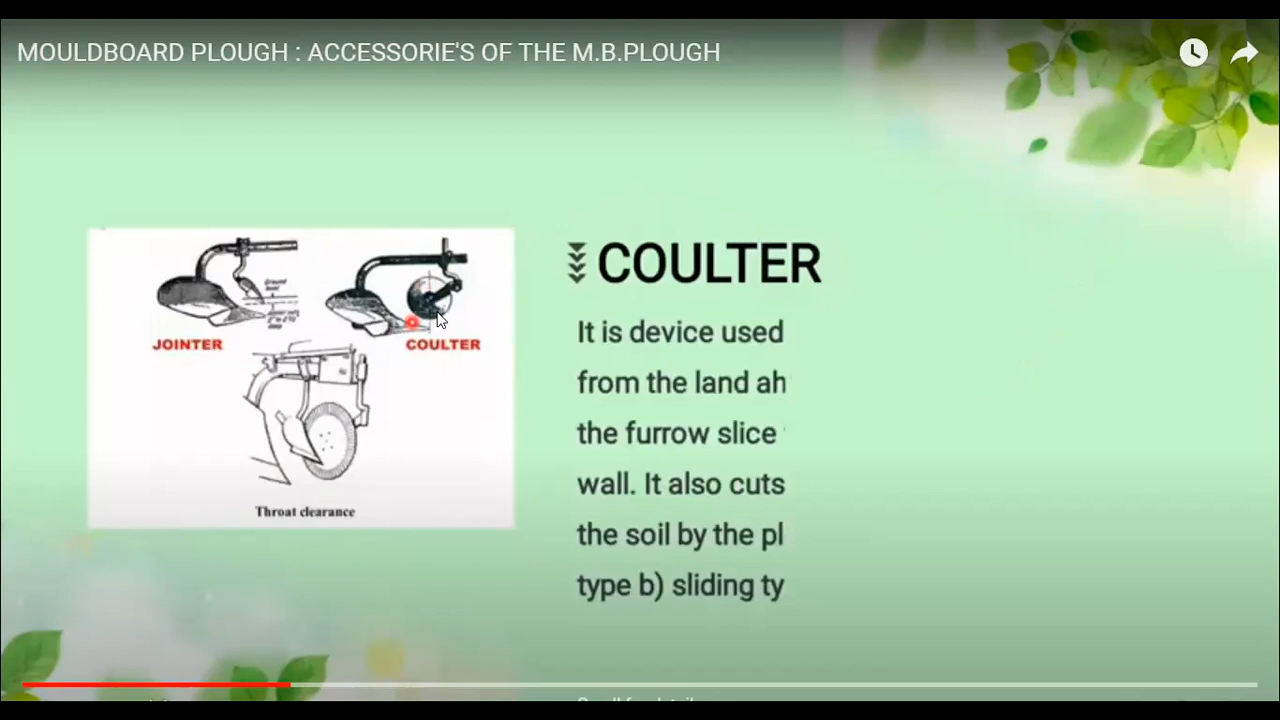 MOULDBOARD PLOUGH : ACCESSORIE'S OF THE M.B.PLOUGH
COULTER
It is device used
from the land ah
the furrow slice
wall. It also cuts
the soil by the pl
type b) sliding ty
JOINTER
COULTER
Throat clearance